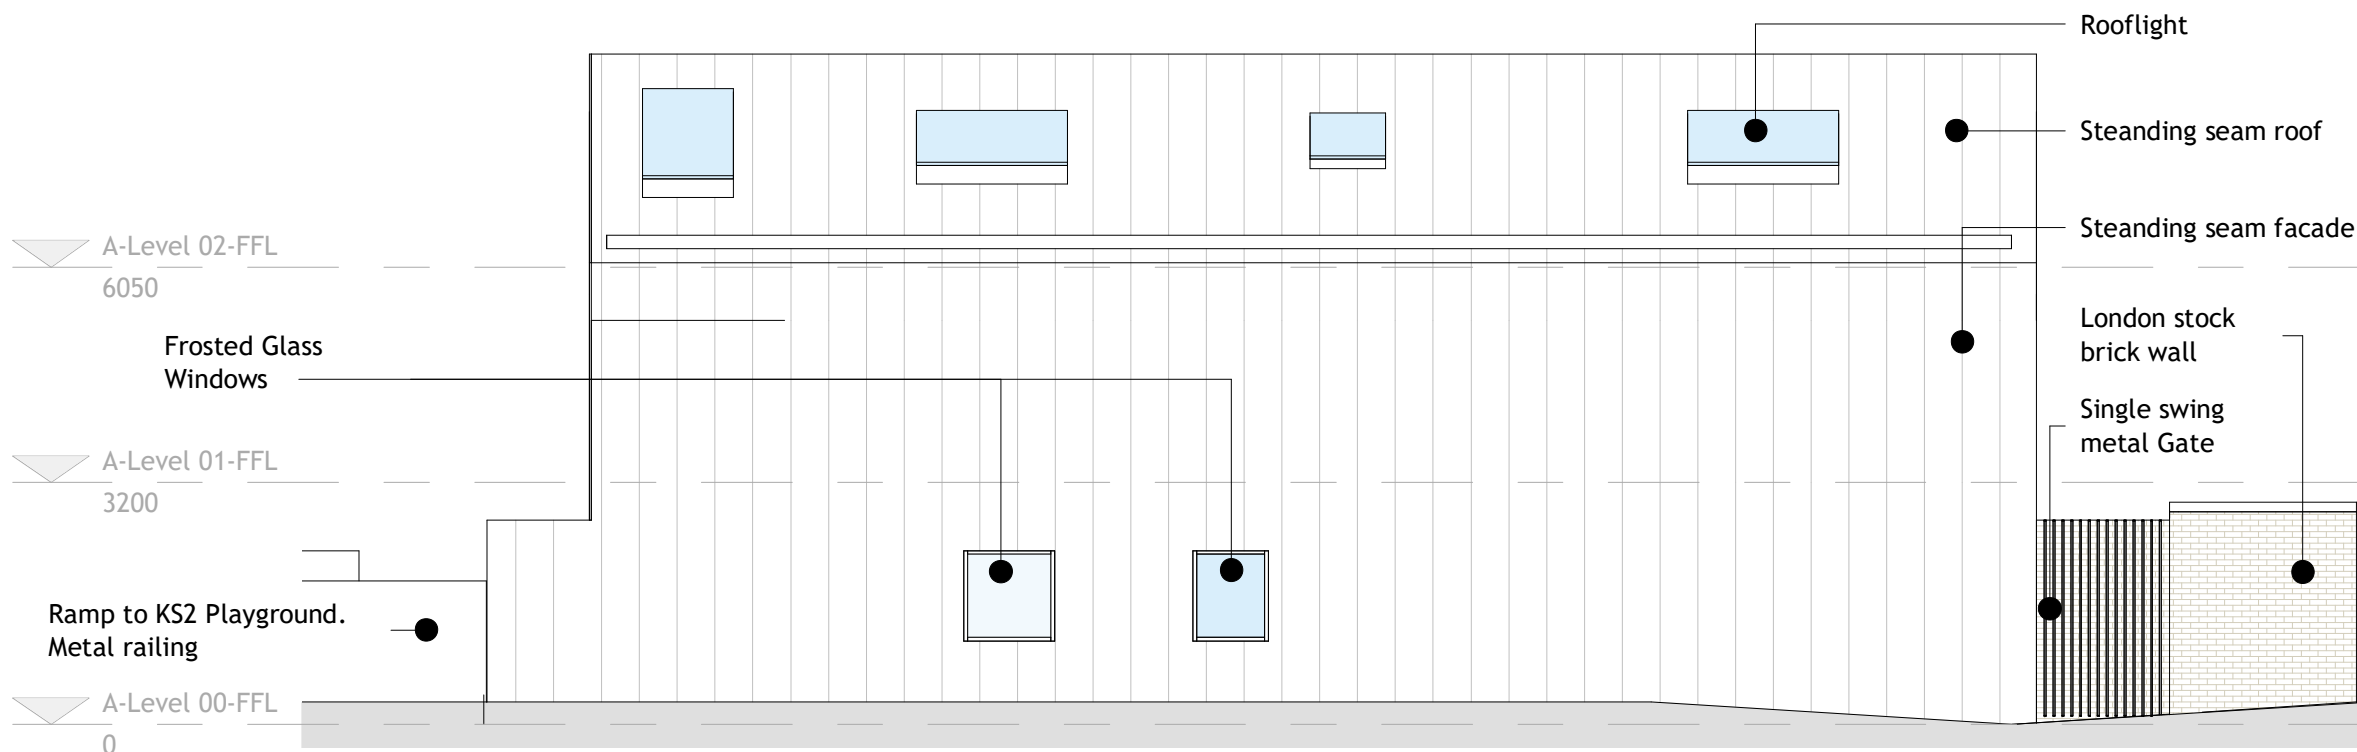 Rooflight
Steanding seam roof
Steanding seam facade
A-Level 02-FFL
6050
London stock
brick wall
Frosted Glass
Windows
Single swing
metal Gate
A-Level 01-FFL
3200
Ramp to KS2 Playground.
Metal railing
A-Level 00-FFL
0